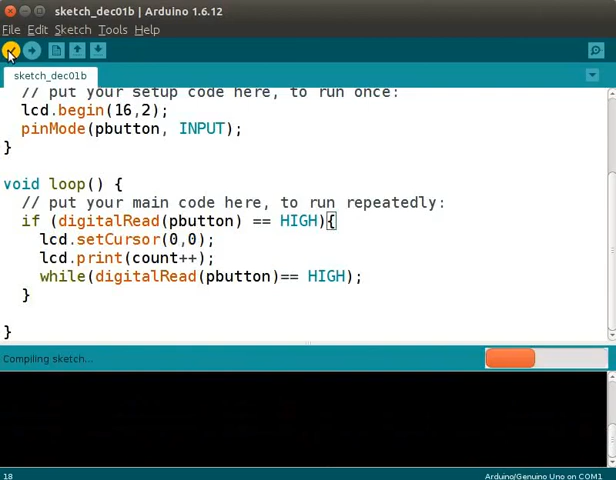 sketch_dec01b | Arduino 1.6.12
File Edit Sketch Tools Help
sketch_dec01b
// put your setup code here, to run once:
lcd.begin(16,2);
pinMode(pbutton, INPUT);
}
void loop() {
// put your main code here, to run repeatedly:
if (digitalRead(pbutton) == HIGH){
lcd.setCursor(0,0);
lcd.print(count++);
while(digitalRead(pbutton)== HIGH);
}
}
Compiling sketch...
18
Arduino/Genuino Uno on COM1